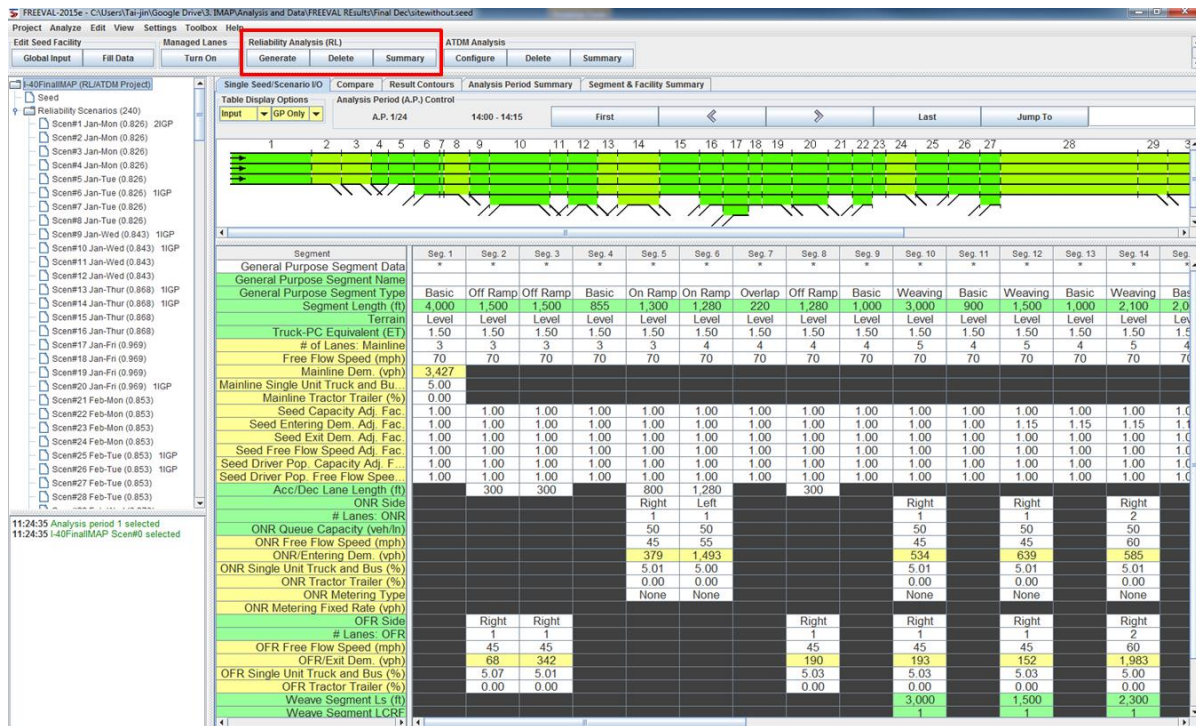 FREEVAL-2015e - C:\Users\Tai-jin\Google Drive\3. IMAP\Analysis and Data\FREEVAL REsults\Final Dec\sitewithout.seed
Project Analyze Edit View Settings Toolbox Help
Edit Seed Facility Managed Lanes Reliability Analysis (RL) ATDM Analysis
Global Input Fill Data Turn On Generate Delete Summary Configure Delete Summary
I-40FinalIMAP (RL/ATDM Project)
Seed
Reliability Scenarios (240)
Scen#1 Jan-Mon (0.826) 2IGP
Scen#2 Jan-Mon (0.826)
Scen#3 Jan-Mon (0.826)
Scen#4 Jan-Mon (0.826)
Scen#5 Jan-Tue (0.826)
Scen#6 Jan-Tue (0.826) 1IGP
Scen#7 Jan-Tue (0.826)
Scen#8 Jan-Tue (0.826)
Scen#9 Jan-Wed (0.843) 1IGP
Scen#10 Jan-Wed (0.843) 1IGP
Scen#11 Jan-Wed (0.843)
Scen#12 Jan-Wed (0.843)
Scen#13 Jan-Thur (0.868) 1IGP
Scen#14 Jan-Thur (0.868) 1IGP
Scen#15 Jan-Thur (0.868)
Scen#16 Jan-Thur (0.868)
Scen#17 Jan-Fri (0.969)
Scen#18 Jan-Fri (0.969)
Scen#19 Jan-Fri (0.969)
Scen#20 Jan-Fri (0.969) 1IGP
Scen#21 Feb-Mon (0.853)
Scen#22 Feb-Mon (0.853)
Scen#23 Feb-Mon (0.853)
Scen#24 Feb-Mon (0.853)
Scen#25 Feb-Tue (0.853) 1IGP
Scen#26 Feb-Tue (0.853) 1IGP
Scen#27 Feb-Tue (0.853)
Scen#28 Feb-Tue (0.853)
11:24:35 Analysis period 1 selected
11:24:35 I-40FinalIMAP Scen#0 selected
Single Seed/Scenario I/O Compare Result Contours Analysis Period Summary Segment & Facility Summary
Table Display Options Analysis Period (A.P.) Control
Input GP Only A.P. 1/24 14:00 - 14:15 First Last Jump To
1 2 3 4 5 6 7 8 9 10 11 12 13 14 15 16 17 18 19 20 21 22 23 24 25 26 27 28 29 3
Segment Seg. 1 Seg. 2 Seg. 3 Seg. 4 Seg. 5 Seg. 6 Seg. 7 Seg. 8 Seg. 9 Seg. 10 Seg. 11 Seg. 12 Seg. 13 Seg. 14 Seg.
General Purpose Segment Data * * * * * * * * * * * * * *
General Purpose Segment Name
General Purpose Segment Type Basic Off Ramp Off Ramp Basic On Ramp On Ramp Overlap Off Ramp Basic Weaving Basic Weaving Basic Weaving Bas
Segment Length (ft) 4,000 1,500 1,500 855 1,300 1,280 220 1,280 1,000 3,000 900 1,500 1,000 2,100 2,0
Terrain Level Level Level Level Level Level Level Level Level Level Level Level Level Level Lev
Truck-PC Equivalent (ET) 1.50 1.50 1.50 1.50 1.50 1.50 1.50 1.50 1.50 1.50 1.50 1.50 1.50 1.50 1.5
# of Lanes: Mainline 3 3 3 3 3 4 4 4 4 5 4 5 4 5 4
Free Flow Speed (mph) 70 70 70 70 70 70 70 70 70 70 70 70 70 70 70
Mainline Dem. (vph) 3,427
Mainline Single Unit Truck and Bu... 5.00
Mainline Tractor Trailer (%) 0.00
Seed Capacity Adj. Fac. 1.00 1.00 1.00 1.00 1.00 1.00 1.00 1.00 1.00 1.00 1.00 1.00 1.00 1.00 1.0
Seed Entering Dem. Adj. Fac. 1.00 1.00 1.00 1.00 1.00 1.00 1.00 1.00 1.00 1.00 1.00 1.15 1.15 1.15 1.1
Seed Exit Dem. Adj. Fac. 1.00 1.00 1.00 1.00 1.00 1.00 1.00 1.00 1.00 1.00 1.00 1.00 1.00 1.00 1.0
Seed Free Flow Speed Adj. Fac. 1.00 1.00 1.00 1.00 1.00 1.00 1.00 1.00 1.00 1.00 1.00 1.00 1.00 1.00 1.0
Seed Driver Pop. Capacity Adj. F... 1.00 1.00 1.00 1.00 1.00 1.00 1.00 1.00 1.00 1.00 1.00 1.00 1.00 1.00 1.0
Seed Driver Pop. Free Flow Spee... 1.00 1.00 1.00 1.00 1.00 1.00 1.00 1.00 1.00 1.00 1.00 1.00 1.00 1.00 1.0
Acc/Dec Lane Length (ft) 300 300 800 1,280 300
ONR Side Right Left Right Right Right
# Lanes: ONR 1 1 1 1 2
ONR Queue Capacity (veh/ln) 50 50 50 50 50
ONR Free Flow Speed (mph) 45 55 45 45 60
ONR/Entering Dem. (vph) 379 1,493 534 639 585
ONR Single Unit Truck and Bus (%) 5.01 5.00 5.01 5.01 5.01
ONR Tractor Trailer (%) 0.00 0.00 0.00 0.00 0.00
ONR Metering Type None None None None None
ONR Metering Fixed Rate (vph)
OFR Side Right Right Right Right Right Right
# Lanes: OFR 1 1 1 1 1 2
OFR Free Flow Speed (mph) 45 45 45 45 45 60
OFR/Exit Dem. (vph) 68 342 190 193 152 1,983
OFR Single Unit Truck and Bus (%) 5.07 5.01 5.03 5.03 5.03 5.00
OFR Tractor Trailer (%) 0.00 0.00 0.00 0.00 0.00 0.00
Weave Segment Ls (ft) 3,000 1,500 2,300
Weave Segment LCRF 1 1 1